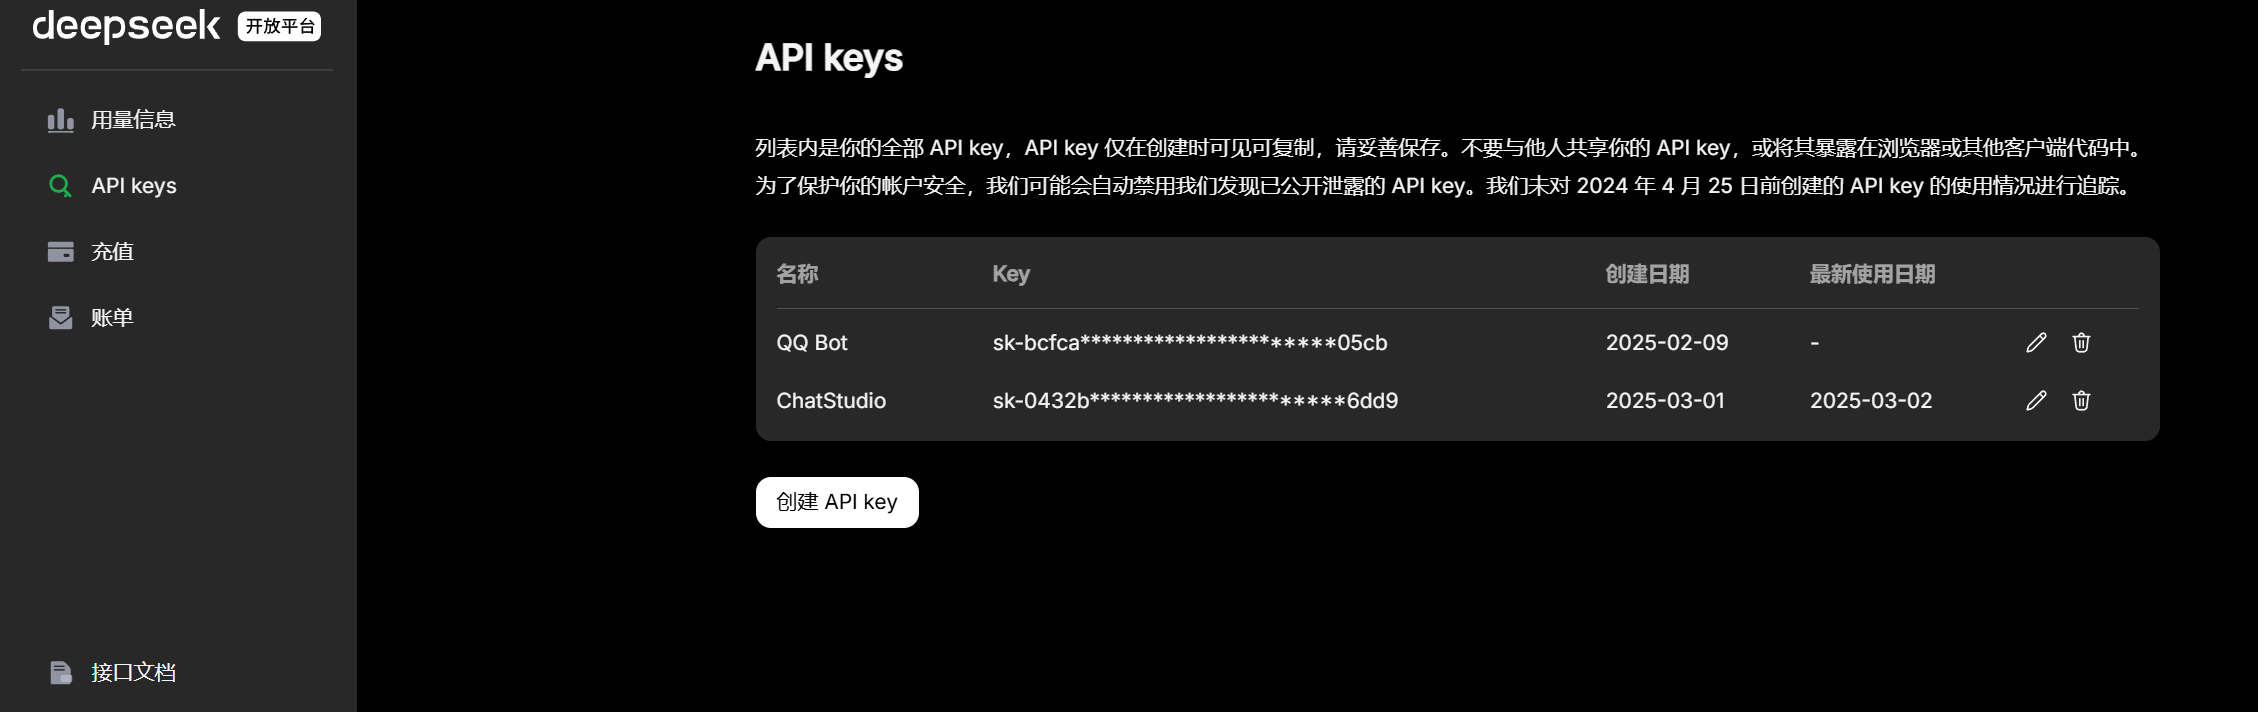 deepseek 开放平台
用量信息
API keys
充值
账单
接口文档
API keys
列表内是你的全部 API key，API key 仅在创建时可见可复制，请妥善保存。不要与他人共享你的 API key，或将其暴露在浏览器或其他客户端代码中。
为了保护你的帐户安全，我们可能会自动禁用我们发现已公开泄露的 API key。我们未对 2024 年 4 月 25 日前创建的 API key 的使用情况进行追踪。
名称 Key 创建日期 最新使用日期
QQ Bot sk-bcfca************************05cb 2025-02-09 -
ChatStudio sk-0432b************************6dd9 2025-03-01 2025-03-02
创建 API key